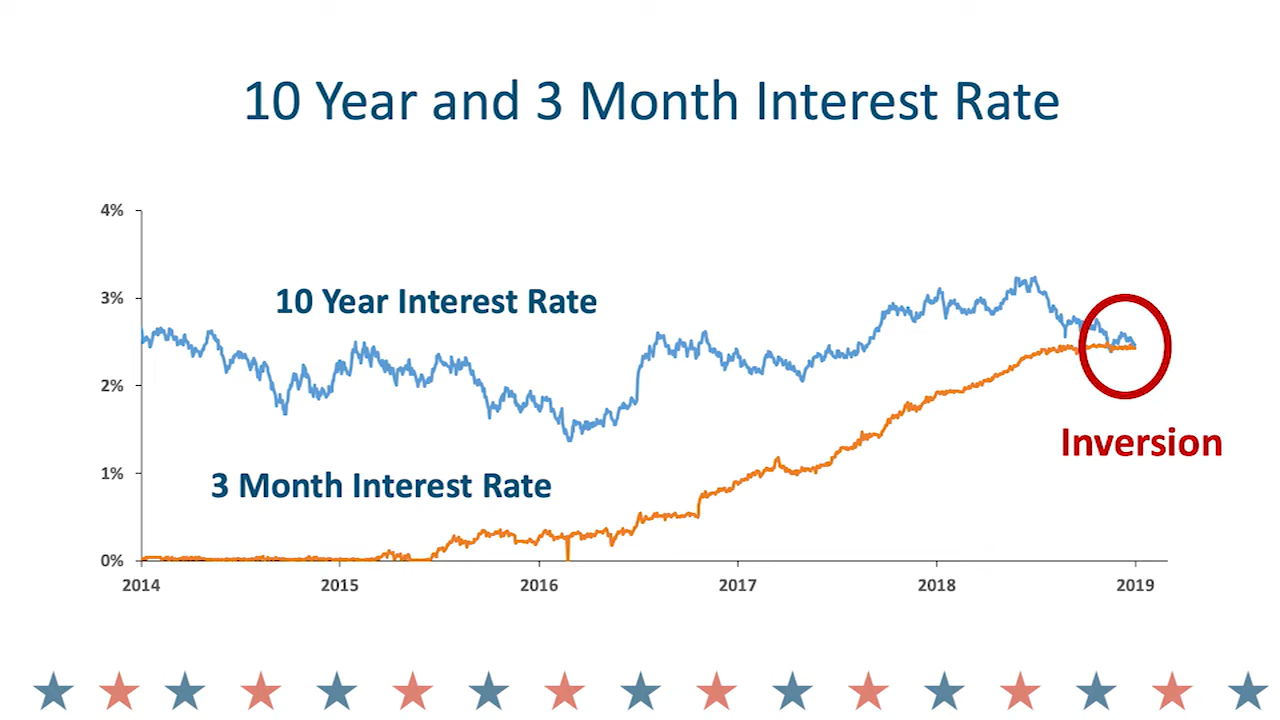 10 Year and 3 Month Interest Rate
4%
3%
10 Year Interest Rate
2%
Inversion
1%
3 Month Interest Rate
0%
2014 2015 2016 2017 2018 2019